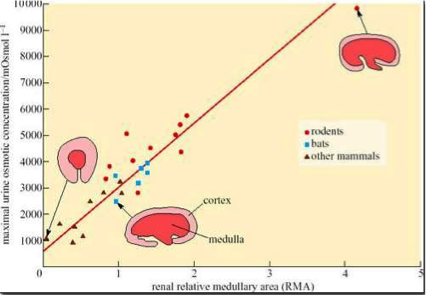 maximal urine osmotic concentration/mOsmol l⁻¹
10000
9000
8000
7000
6000
5000
4000
3000
2000
1000
rodents
bats
other mammals
cortex
medulla
0
1
2
3
4
5
renal relative medullary area (RMA)